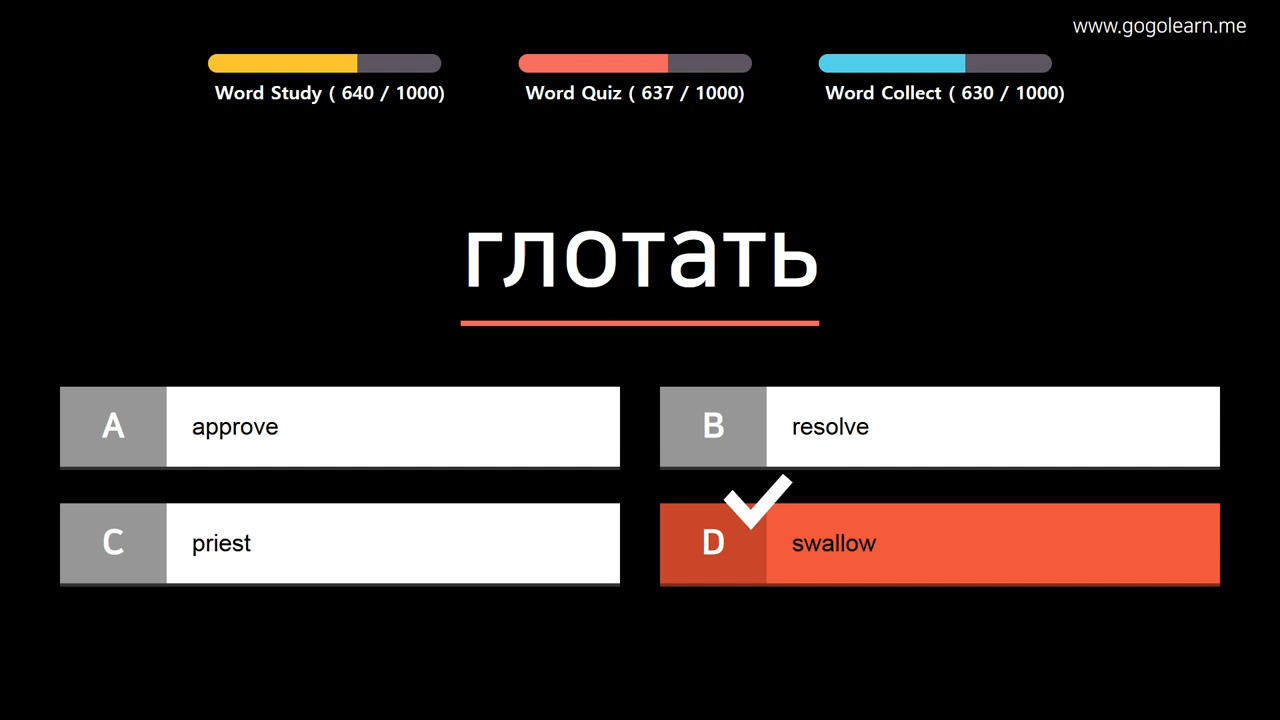 www.gogolearn.me
Word Study ( 640 / 1000)
Word Quiz ( 637 / 1000)
Word Collect ( 630 / 1000)
глотать
A approve
B resolve
C priest
D swallow